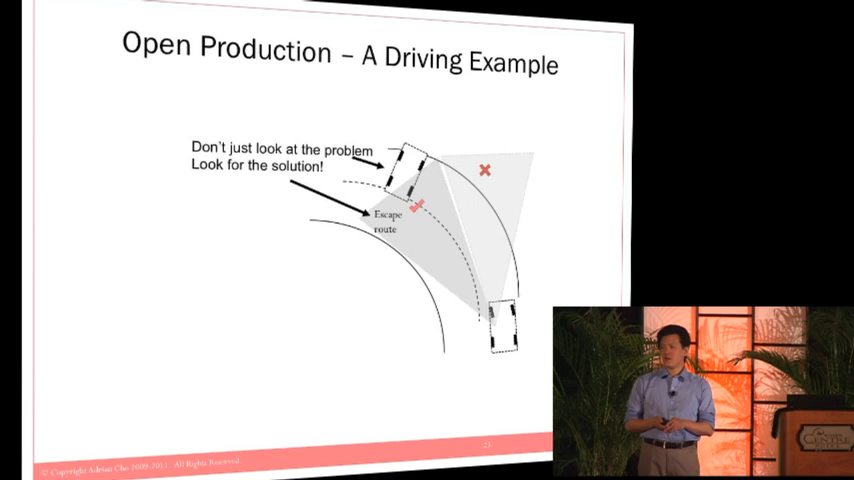 Open Production – A Driving Example
Don't just look at the problem
Look for the solution!
Escape
route
© Copyright Adrian Cho 2009-2011. All Rights Reserved
21
CENTRE